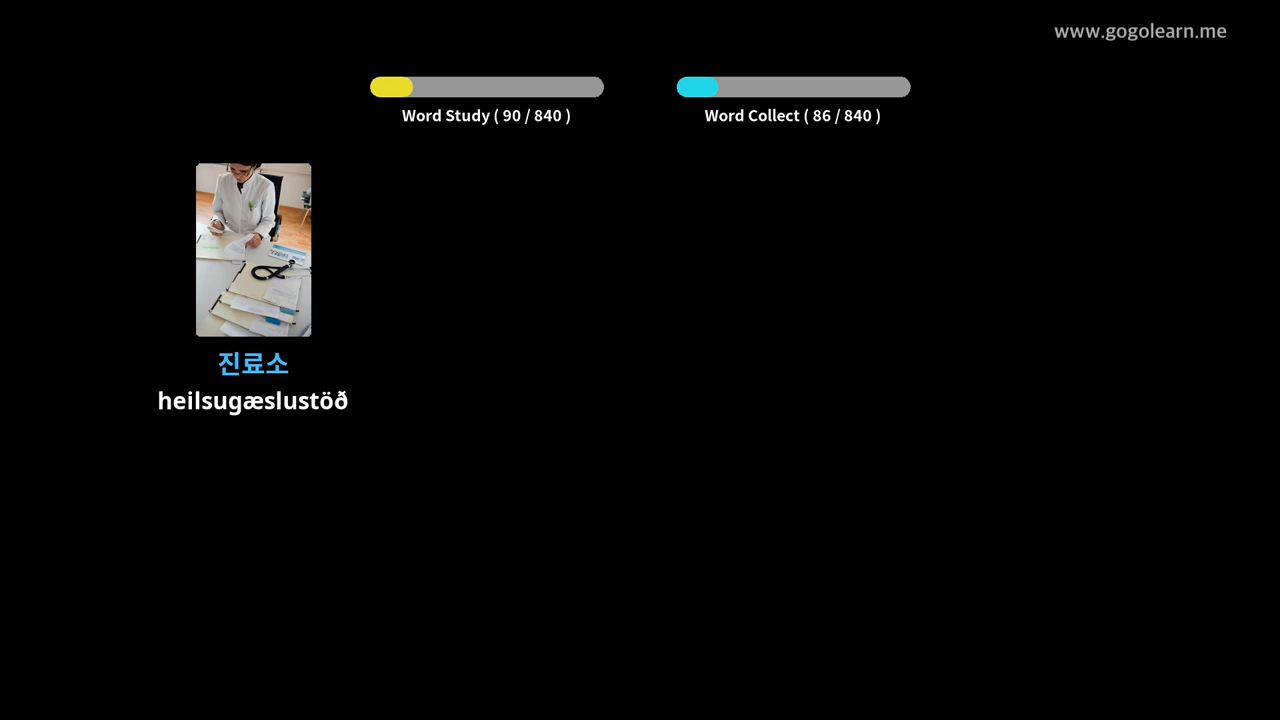 www.gogolearn.me
Word Study ( 90 / 840 )
Word Collect ( 86 / 840 )
진료소
heilsugæslustöð